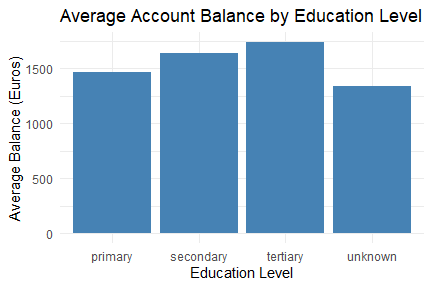 Average Account Balance by Education Level
Average Balance (Euros)
1500
1000
500
0
primary secondary tertiary unknown
Education Level